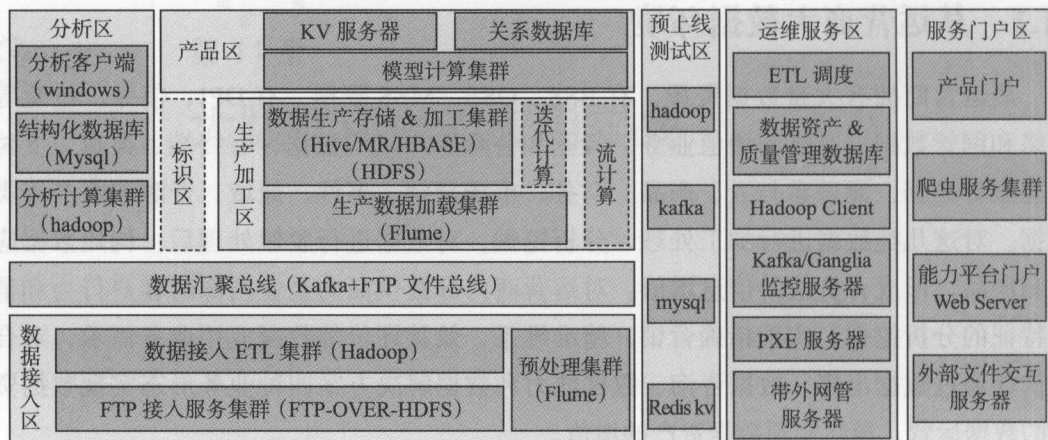 分析区
分析客户端
(windows)
结构化数据库
(Mysql)
分析计算集群
(hadoop)
产品区
KV 服务器
关系数据库
模型计算集群
标识区
生产加工区
数据生产存储 & 加工集群
(Hive/MR/HBASE)
(HDFS)
生产数据加载集群
(Flume)
迭代计算
流计算
数据汇聚总线(Kafka+FTP 文件总线)
数据接入区
数据接入 ETL 集群(Hadoop)
FTP 接入服务集群(FTP-OVER-HDFS)
预处理集群
(Flume)
预上线
测试区
hadoop
kafka
mysql
Redis kv
运维服务区
ETL 调度
数据资产 &
质量管理数据库
Hadoop Client
Kafka/Ganglia
监控服务器
PXE 服务器
带外网管
服务器
服务门户区
产品门户
爬虫服务集群
能力平台门户
Web Server
外部文件交互
服务器